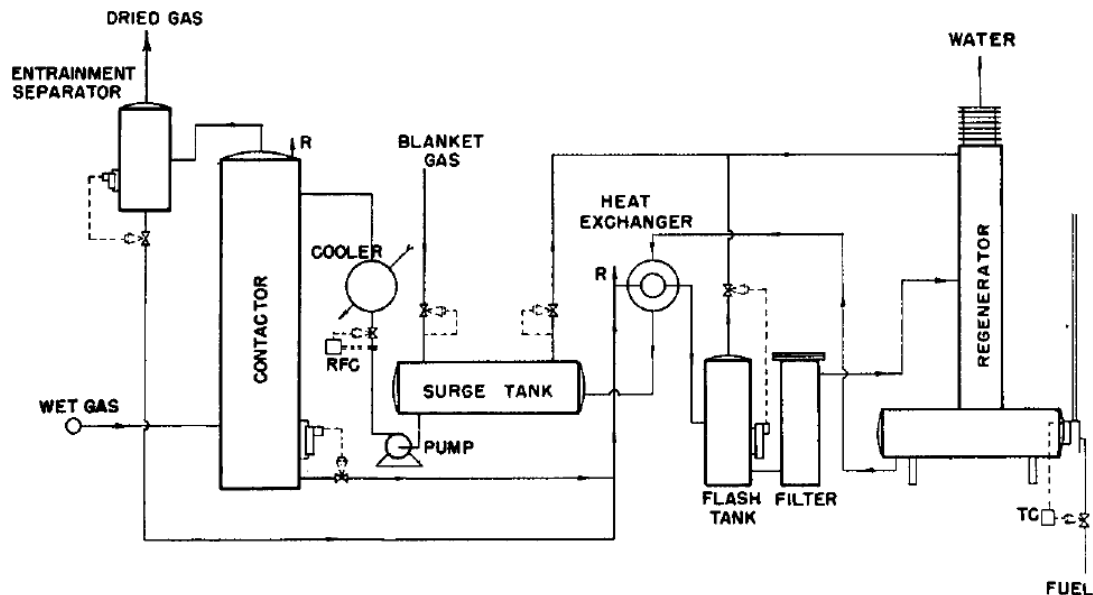 DRIED GAS
ENTRAINMENT
SEPARATOR
R
BLANKET
GAS
WATER
HEAT
EXCHANGER
COOLER
R
CONTACTOR
REGENERATOR
RFC
SURGE TANK
WET GAS
PUMP
FLASH
TANK
FILTER
TC
FUEL